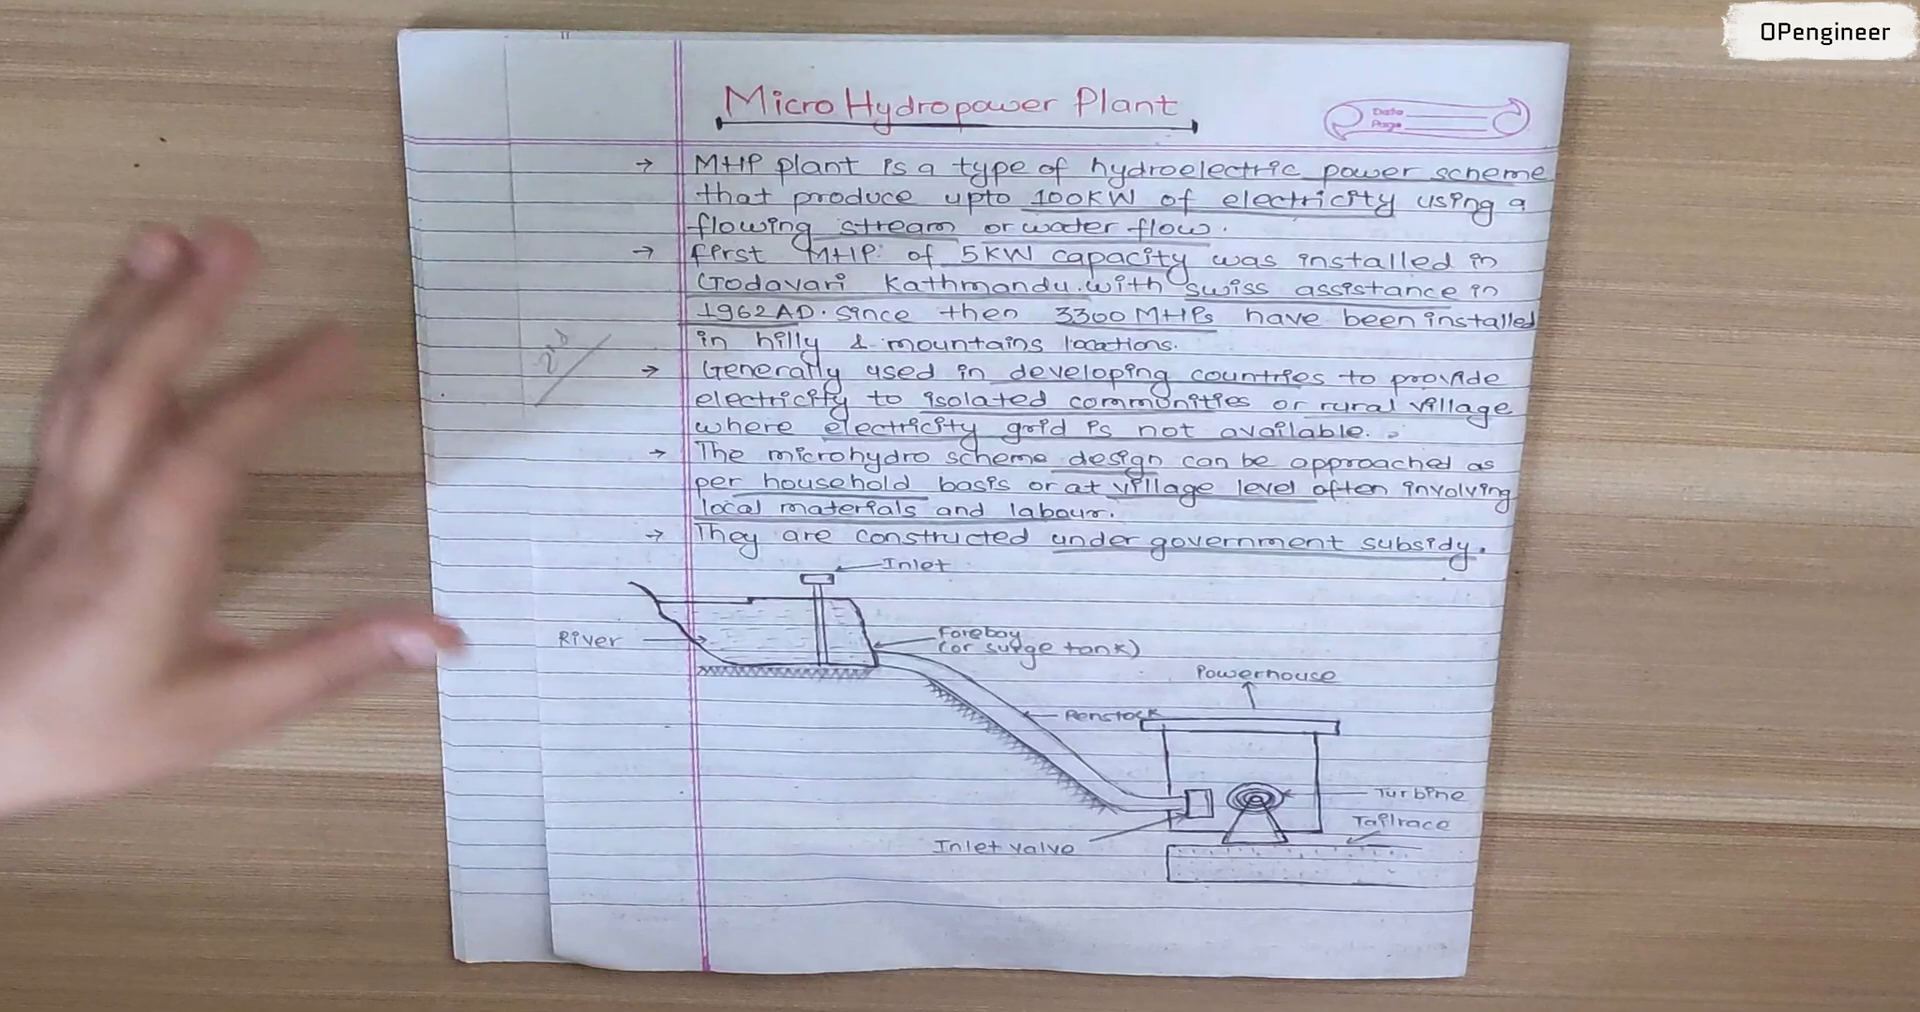 OPengineer
Micro Hydropower Plant
Date
Page
→ MHP plant is a type of hydroelectric power scheme
that produce upto 100KW of electricity using a
flowing stream or water flow.
→ first MHP of 5KW capacity was installed in
Godavari Kathmandu with swiss assistance in
1962AD. Since then 3300 MHPs have been installed
in hilly & mountains locations.
→ Generally used in developing countries to provide
electricity to isolated communities or rural village
where electricity grid is not available.
→ The microhydro scheme design can be approached as
per household basis or at village level often involving
local materials and labour.
→ They are constructed under government subsidy.
Inlet
River
Forebay
(or surge tank)
Powerhouse
Penstock
Turbine
Tailrace
Inlet valve